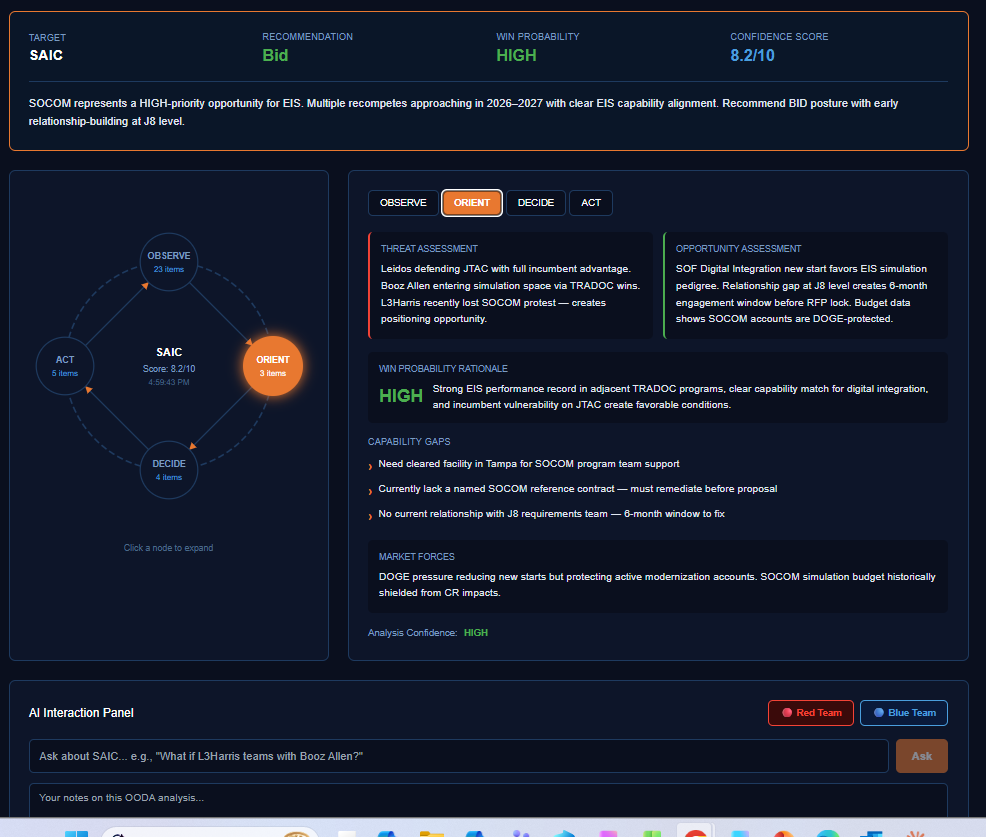 TARGET
SAIC
RECOMMENDATION
Bid
WIN PROBABILITY
HIGH
CONFIDENCE SCORE
8.2/10
SOCOM represents a HIGH-priority opportunity for EIS. Multiple recompetes approaching in 2026–2027 with clear EIS capability alignment. Recommend BID posture with early
relationship-building at J8 level.
OBSERVE
23 items
ACT
5 items
SAIC
Score: 8.2/10
4:59:43 PM
ORIENT
3 items
DECIDE
4 items
Click a node to expand
OBSERVE
ORIENT
DECIDE
ACT
THREAT ASSESSMENT
Leidos defending JTAC with full incumbent advantage.
Booz Allen entering simulation space via TRADOC wins.
L3Harris recently lost SOCOM protest — creates
positioning opportunity.
OPPORTUNITY ASSESSMENT
SOF Digital Integration new start favors EIS simulation
pedigree. Relationship gap at J8 level creates 6-month
engagement window before RFP lock. Budget data
shows SOCOM accounts are DOGE-protected.
WIN PROBABILITY RATIONALE
HIGH
Strong EIS performance record in adjacent TRADOC programs, clear capability match for digital integration,
and incumbent vulnerability on JTAC create favorable conditions.
CAPABILITY GAPS
› Need cleared facility in Tampa for SOCOM program team support
› Currently lack a named SOCOM reference contract — must remediate before proposal
› No current relationship with J8 requirements team — 6-month window to fix
MARKET FORCES
DOGE pressure reducing new starts but protecting active modernization accounts. SOCOM simulation budget historically
shielded from CR impacts.
Analysis Confidence: HIGH
AI Interaction Panel
Red Team
Blue Team
Ask about SAIC... e.g., "What if L3Harris teams with Booz Allen?"
Ask
Your notes on this OODA analysis...